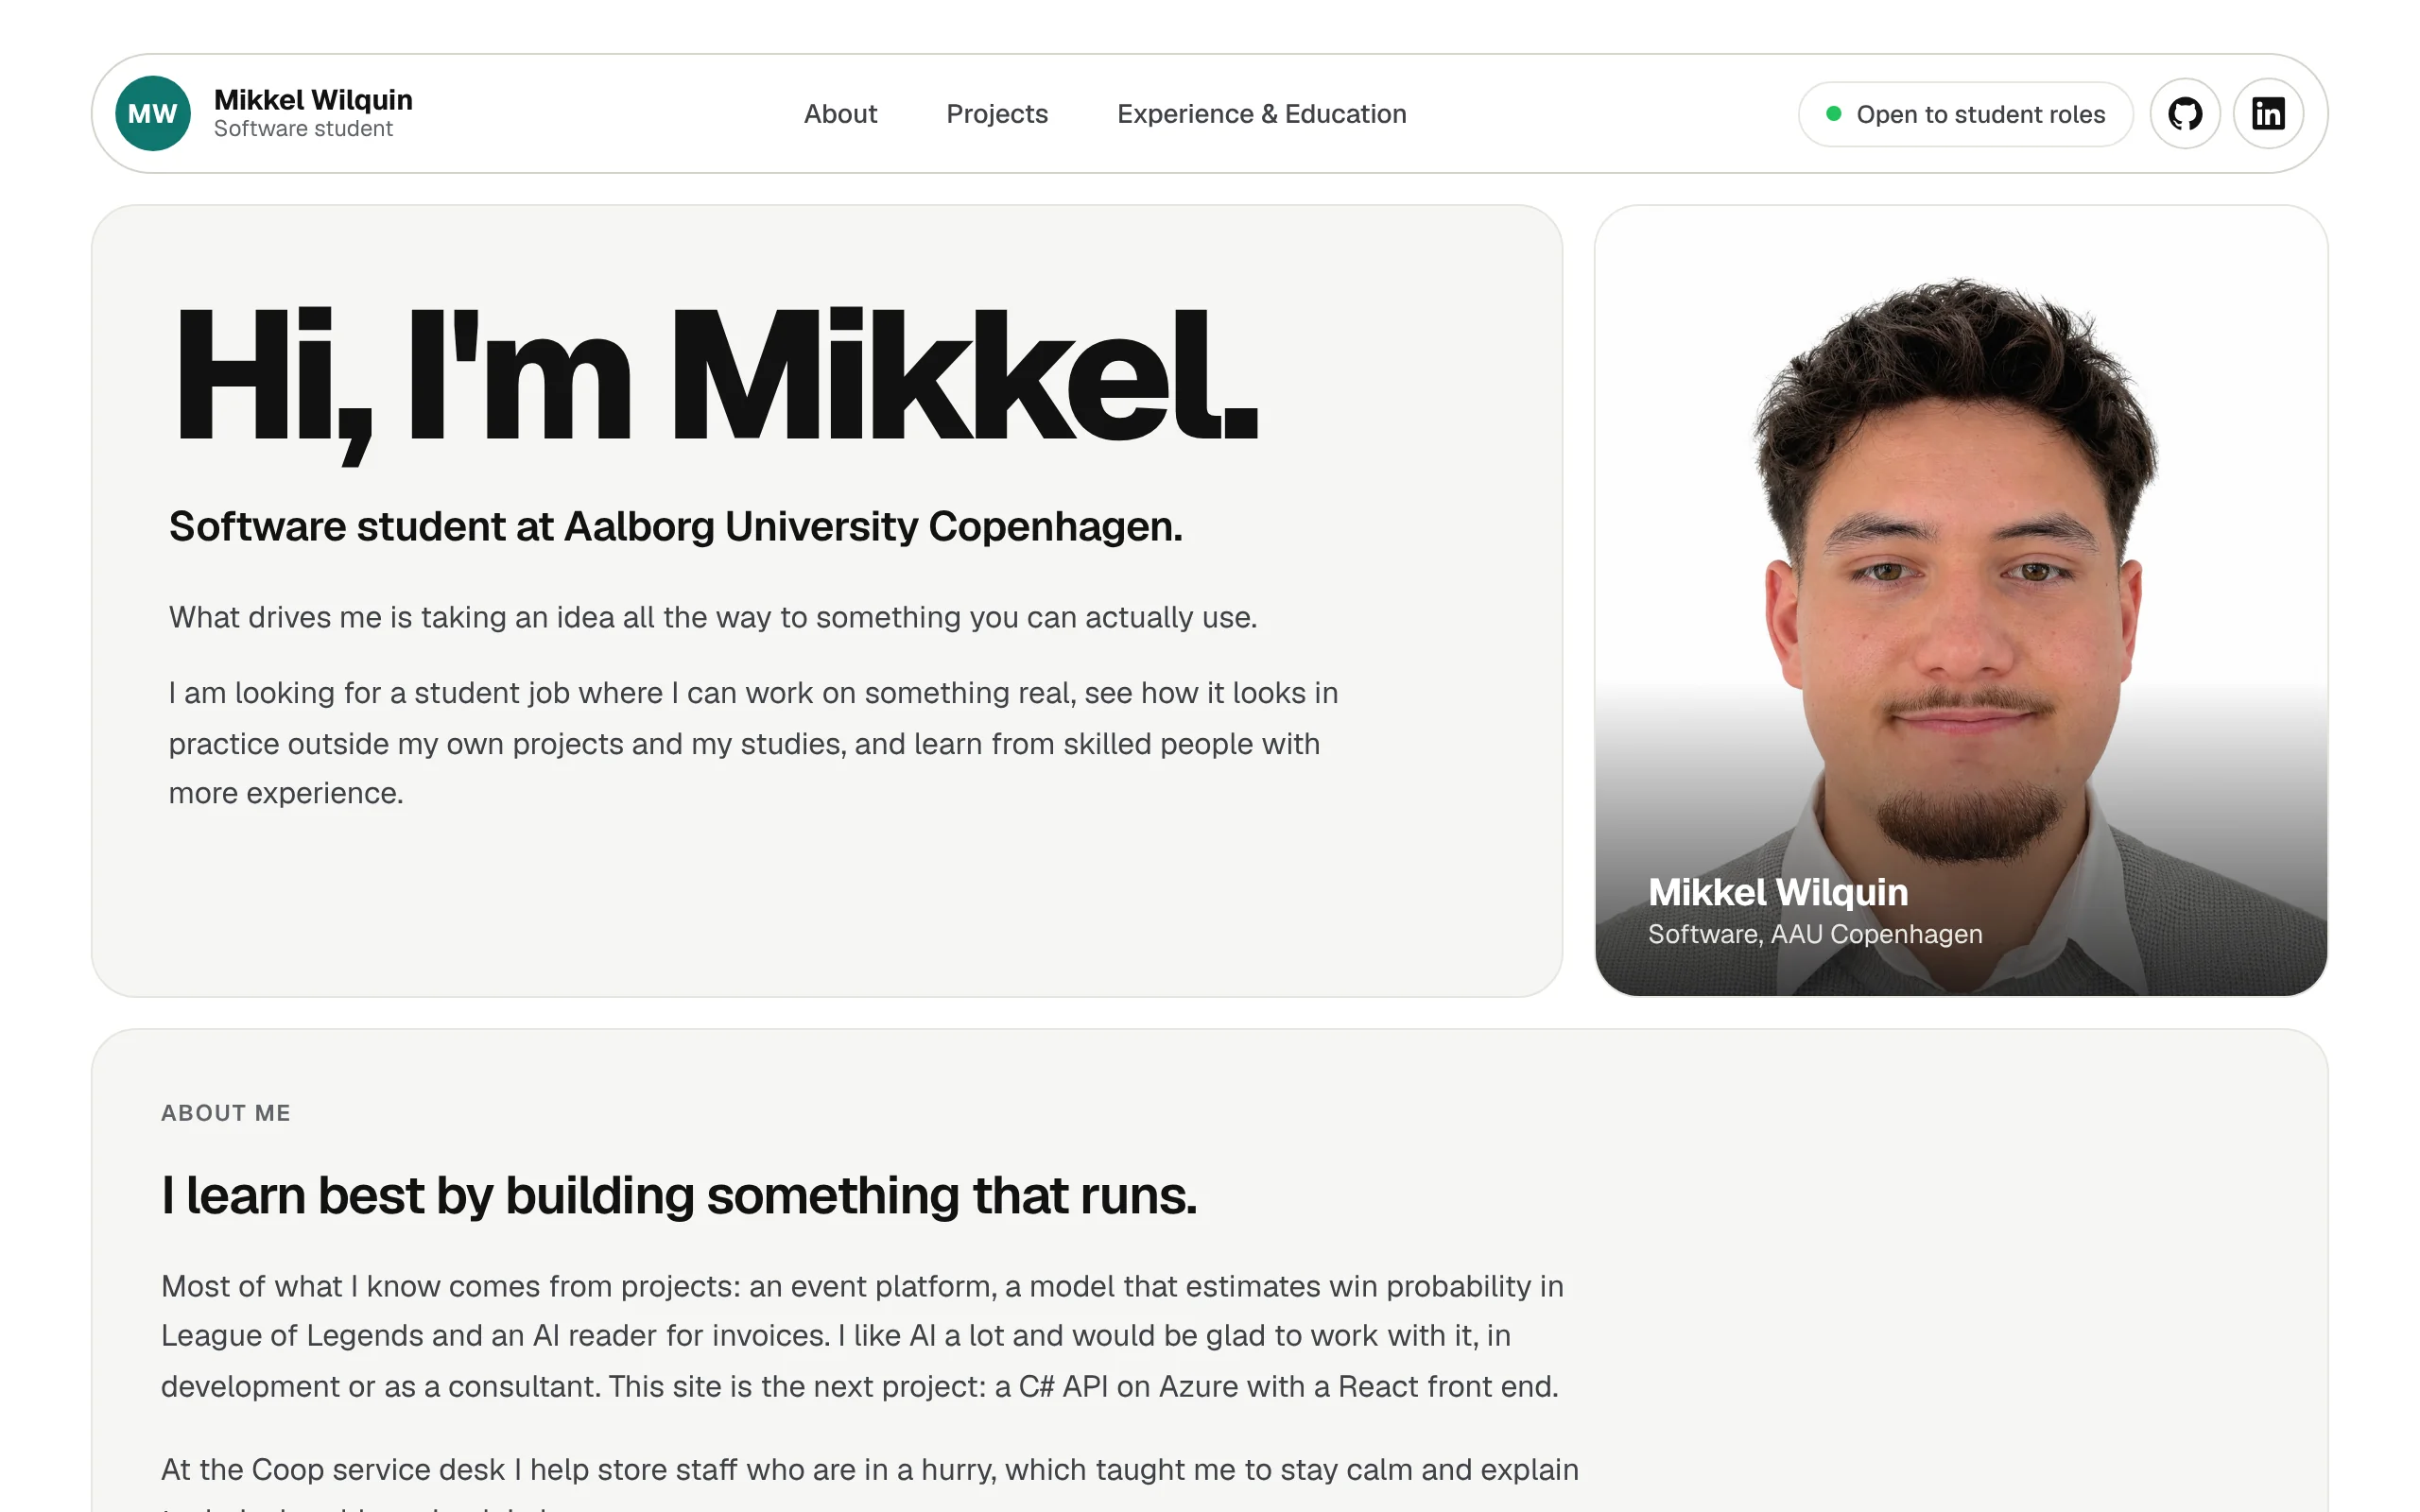 MW
Mikkel Wilquin
Software student
About
Projects
Experience & Education
Open to student roles
in
Hi, I'm Mikkel.
Software student at Aalborg University Copenhagen.
What drives me is taking an idea all the way to something you can actually use.
I am looking for a student job where I can work on something real, see how it looks in
practice outside my own projects and my studies, and learn from skilled people with
more experience.
Mikkel Wilquin
Software, AAU Copenhagen
ABOUT ME
I learn best by building something that runs.
Most of what I know comes from projects: an event platform, a model that estimates win probability in
League of Legends and an AI reader for invoices. I like AI a lot and would be glad to work with it, in
development or as a consultant. This site is the next project: a C# API on Azure with a React front end.
At the Coop service desk I help store staff who are in a hurry, which taught me to stay calm and explain